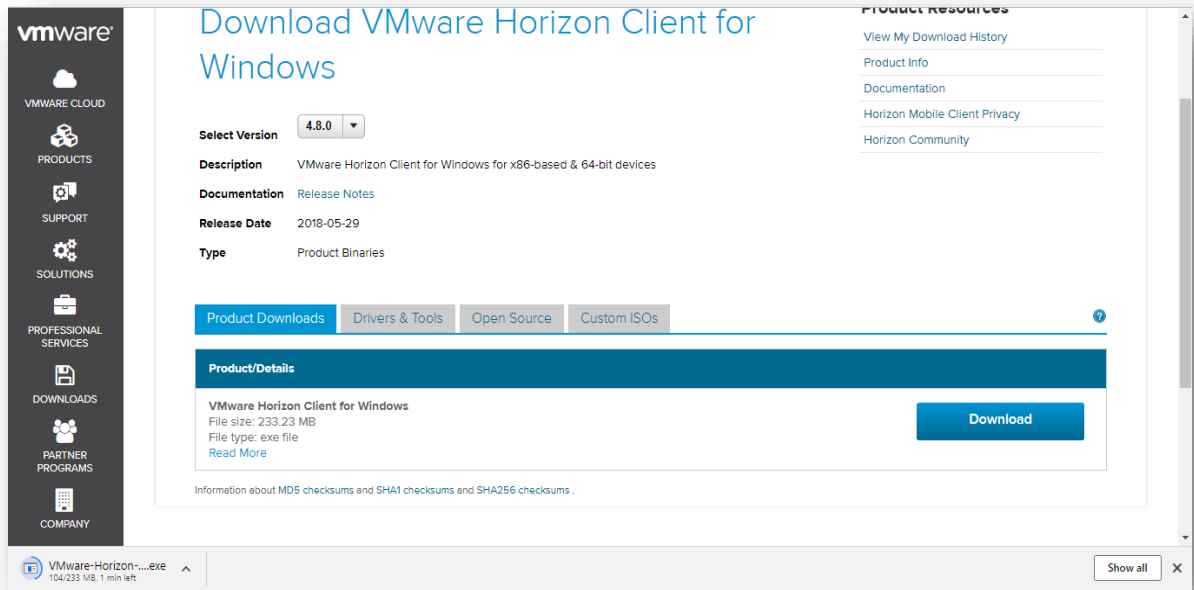 vmware
VMWARE CLOUD
PRODUCTS
SUPPORT
SOLUTIONS
PROFESSIONAL
SERVICES
DOWNLOADS
PARTNER
PROGRAMS
COMPANY
Download VMware Horizon Client for
Windows
Select Version 4.8.0
Description VMware Horizon Client for Windows for x86-based & 64-bit devices
Documentation Release Notes
Release Date 2018-05-29
Type Product Binaries
Product Resources
View My Download History
Product Info
Documentation
Horizon Mobile Client Privacy
Horizon Community
Product Downloads Drivers & Tools Open Source Custom ISOs ?
Product/Details
VMware Horizon Client for Windows
File size: 233.23 MB
File type: exe file
Read More
Download
Information about MD5 checksums and SHA1 checksums and SHA256 checksums .
VMware-Horizon-....exe
104/233 MB, 1 min left
Show all